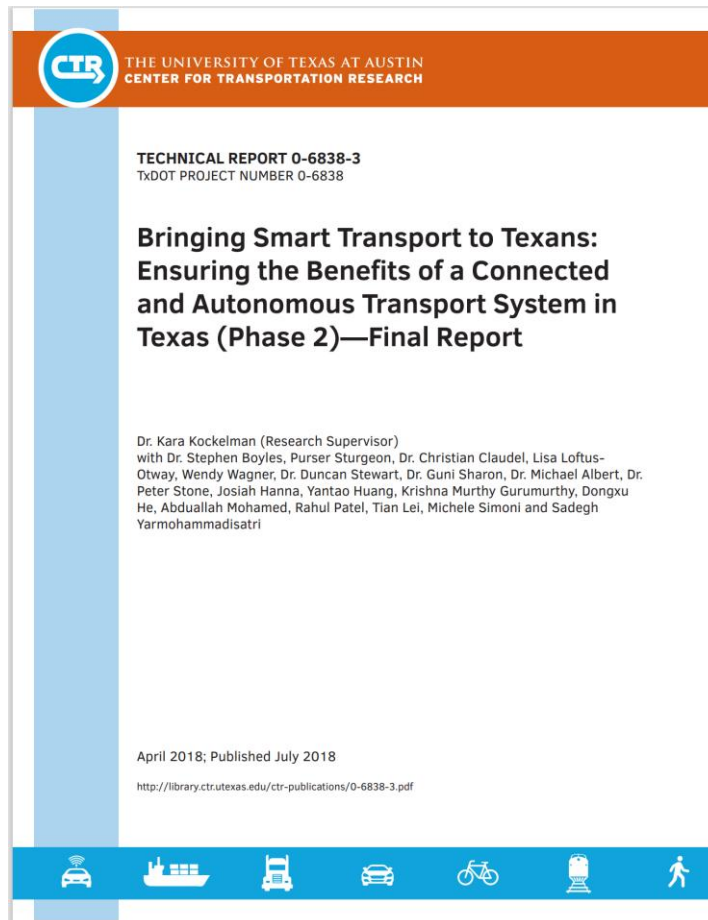 CTR
THE UNIVERSITY OF TEXAS AT AUSTIN
CENTER FOR TRANSPORTATION RESEARCH
TECHNICAL REPORT 0-6838-3
TxDOT PROJECT NUMBER 0-6838
Bringing Smart Transport to Texans:
Ensuring the Benefits of a Connected
and Autonomous Transport System in
Texas (Phase 2)—Final Report
Dr. Kara Kockelman (Research Supervisor)
with Dr. Stephen Boyles, Purser Sturgeon, Dr. Christian Claudel, Lisa Loftus-
Otway, Wendy Wagner, Dr. Duncan Stewart, Dr. Guni Sharon, Dr. Michael Albert, Dr.
Peter Stone, Josiah Hanna, Yantao Huang, Krishna Murthy Gurumurthy, Dongxu
He, Abduallah Mohamed, Rahul Patel, Tian Lei, Michele Simoni and Sadegh
Yarmohammadisatri
April 2018; Published July 2018
http://library.ctr.utexas.edu/ctr-publications/0-6838-3.pdf